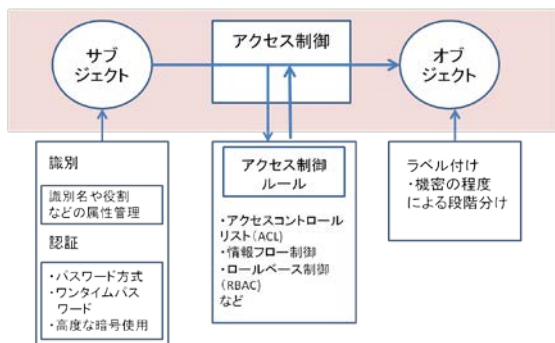 サブ
ジェクト
アクセス制御
オブ
ジェクト
識別
識別名や役割
などの属性管理
認証
・パスワード方式
・ワンタイムパス
ワード
・高度な暗号使用
アクセス制御
ルール
・アクセスコントロール
リスト(ACL)
・情報フロー制御
・ロールベース制御
(RBAC)
など
ラベル付け
・機密の程度
による段階分け